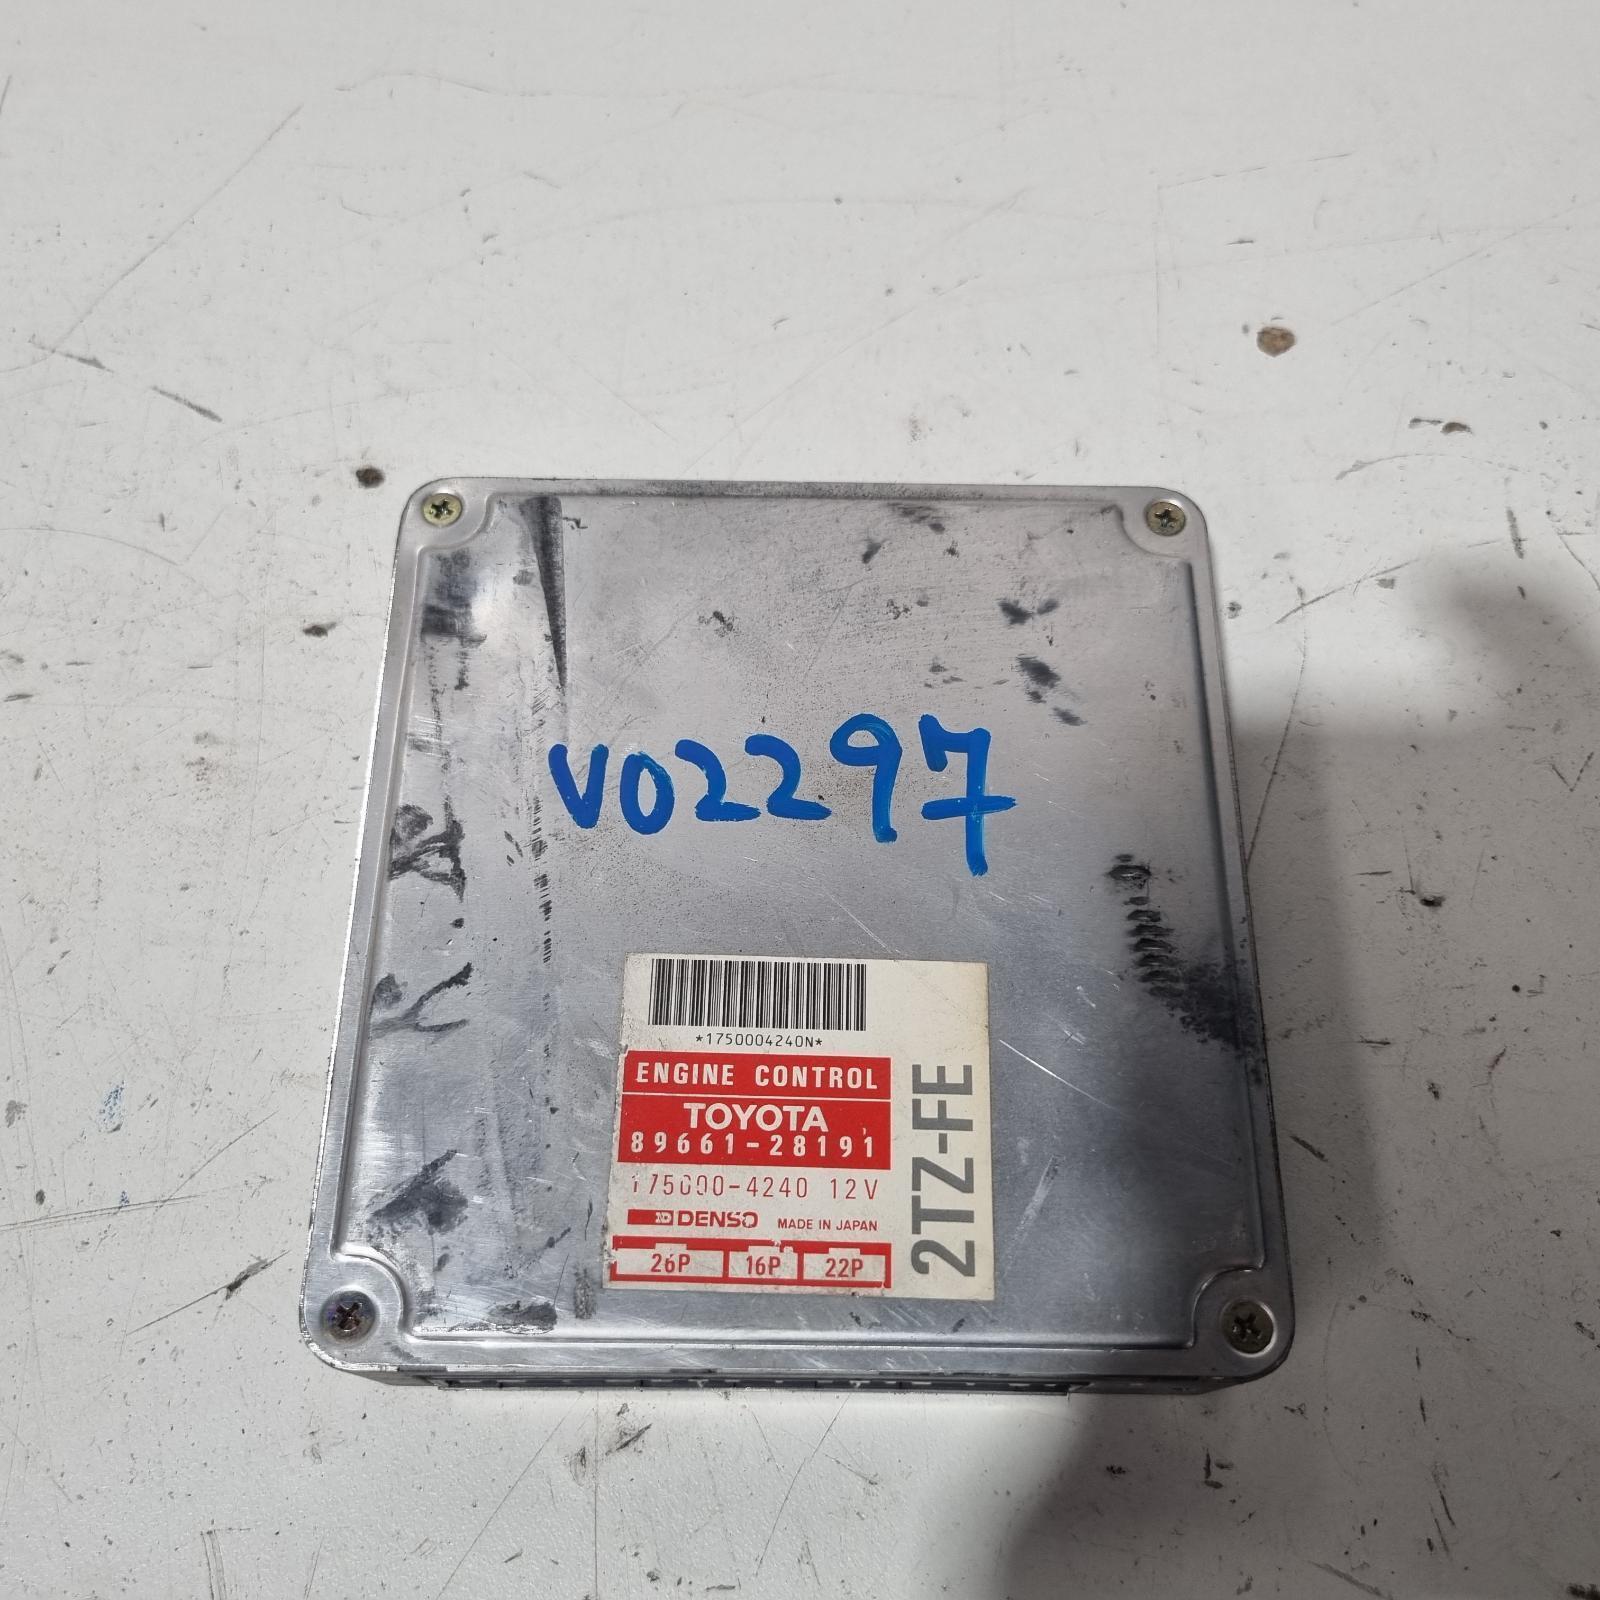 V02297
*1750004240N*
ENGINE CONTROL
TOYOTA
89661-28191
175000-4240 12V
DENSO MADE IN JAPAN
26P 16P 22P
2TZ-FE